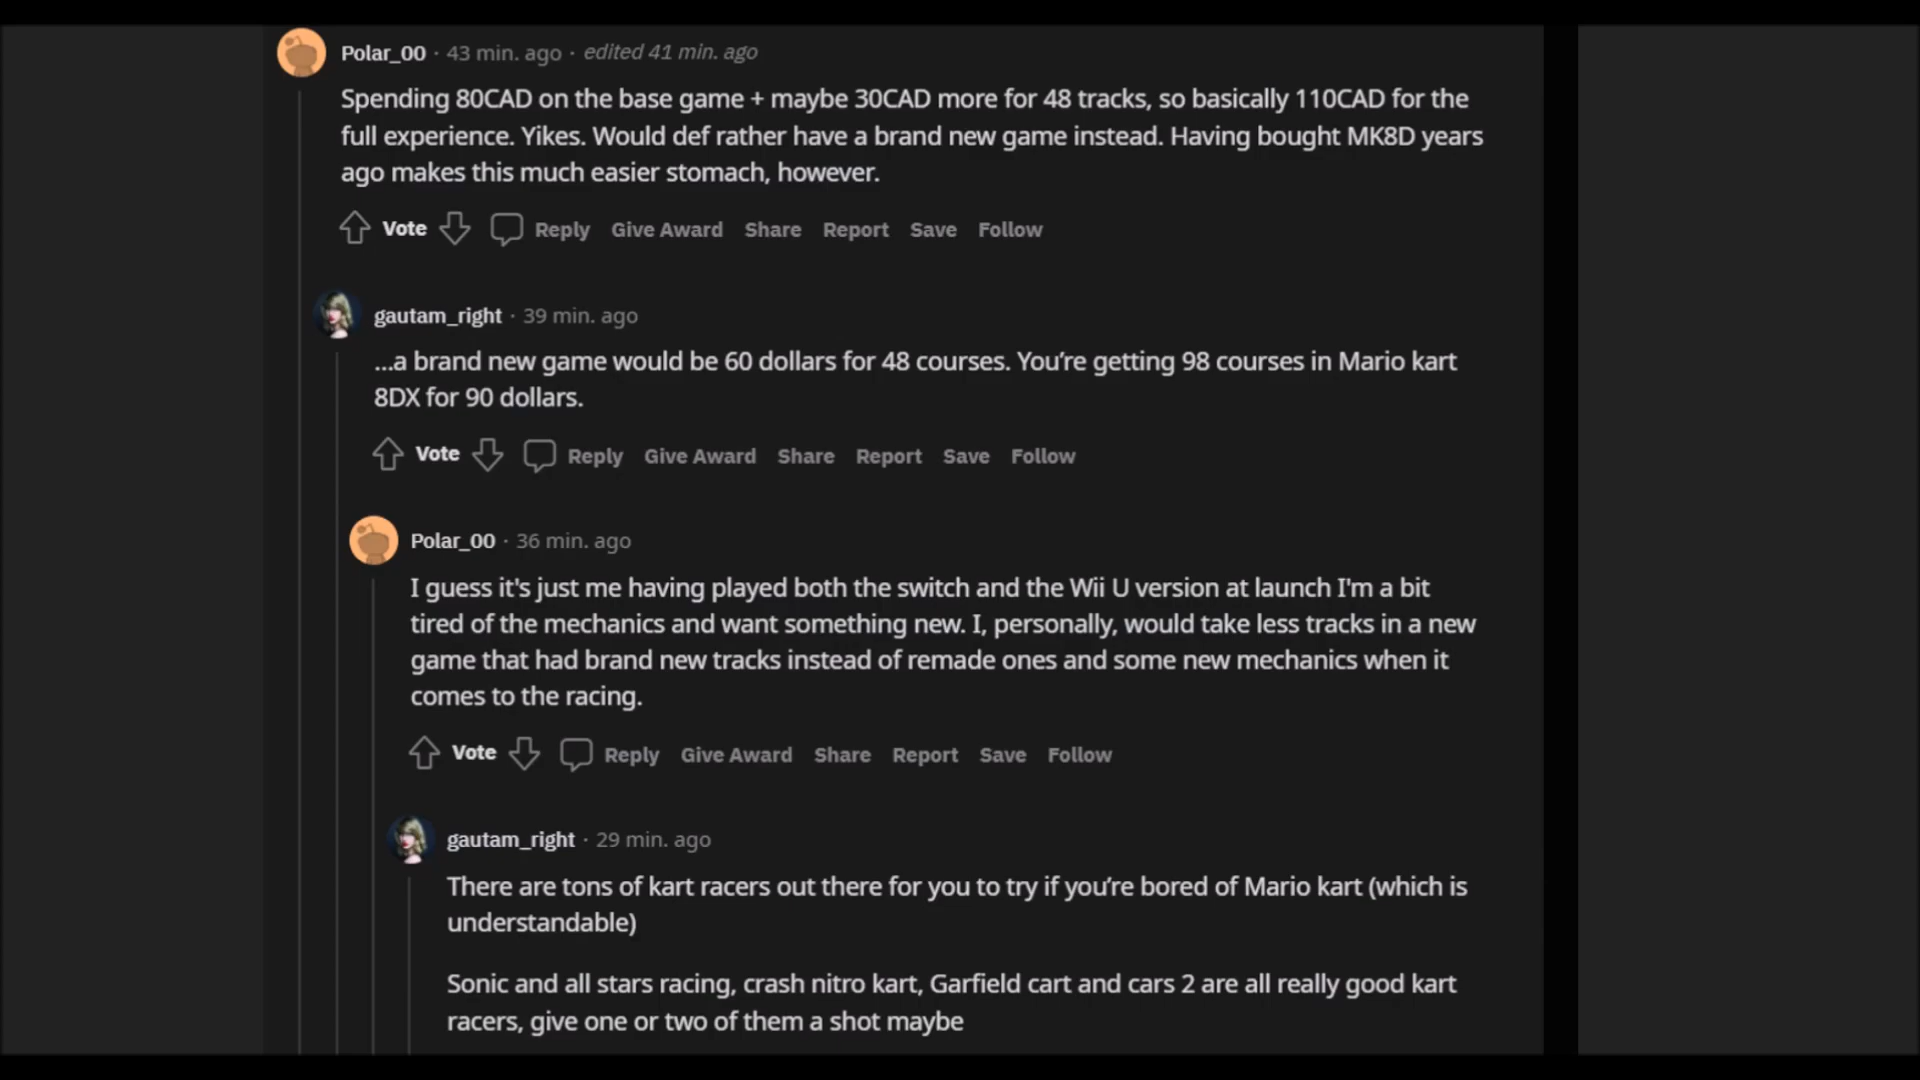 Polar_00 · 43 min. ago · edited 41 min. ago
Spending 80CAD on the base game + maybe 30CAD more for 48 tracks, so basically 110CAD for the
full experience. Yikes. Would def rather have a brand new game instead. Having bought MK8D years
ago makes this much easier stomach, however.
Vote Reply Give Award Share Report Save Follow
gautam_right · 39 min. ago
...a brand new game would be 60 dollars for 48 courses. You’re getting 98 courses in Mario kart
8DX for 90 dollars.
Vote Reply Give Award Share Report Save Follow
Polar_00 · 36 min. ago
I guess it's just me having played both the switch and the Wii U version at launch I'm a bit
tired of the mechanics and want something new. I, personally, would take less tracks in a new
game that had brand new tracks instead of remade ones and some new mechanics when it
comes to the racing.
Vote Reply Give Award Share Report Save Follow
gautam_right · 29 min. ago
There are tons of kart racers out there for you to try if you’re bored of Mario kart (which is
understandable)
Sonic and all stars racing, crash nitro kart, Garfield cart and cars 2 are all really good kart
racers, give one or two of them a shot maybe